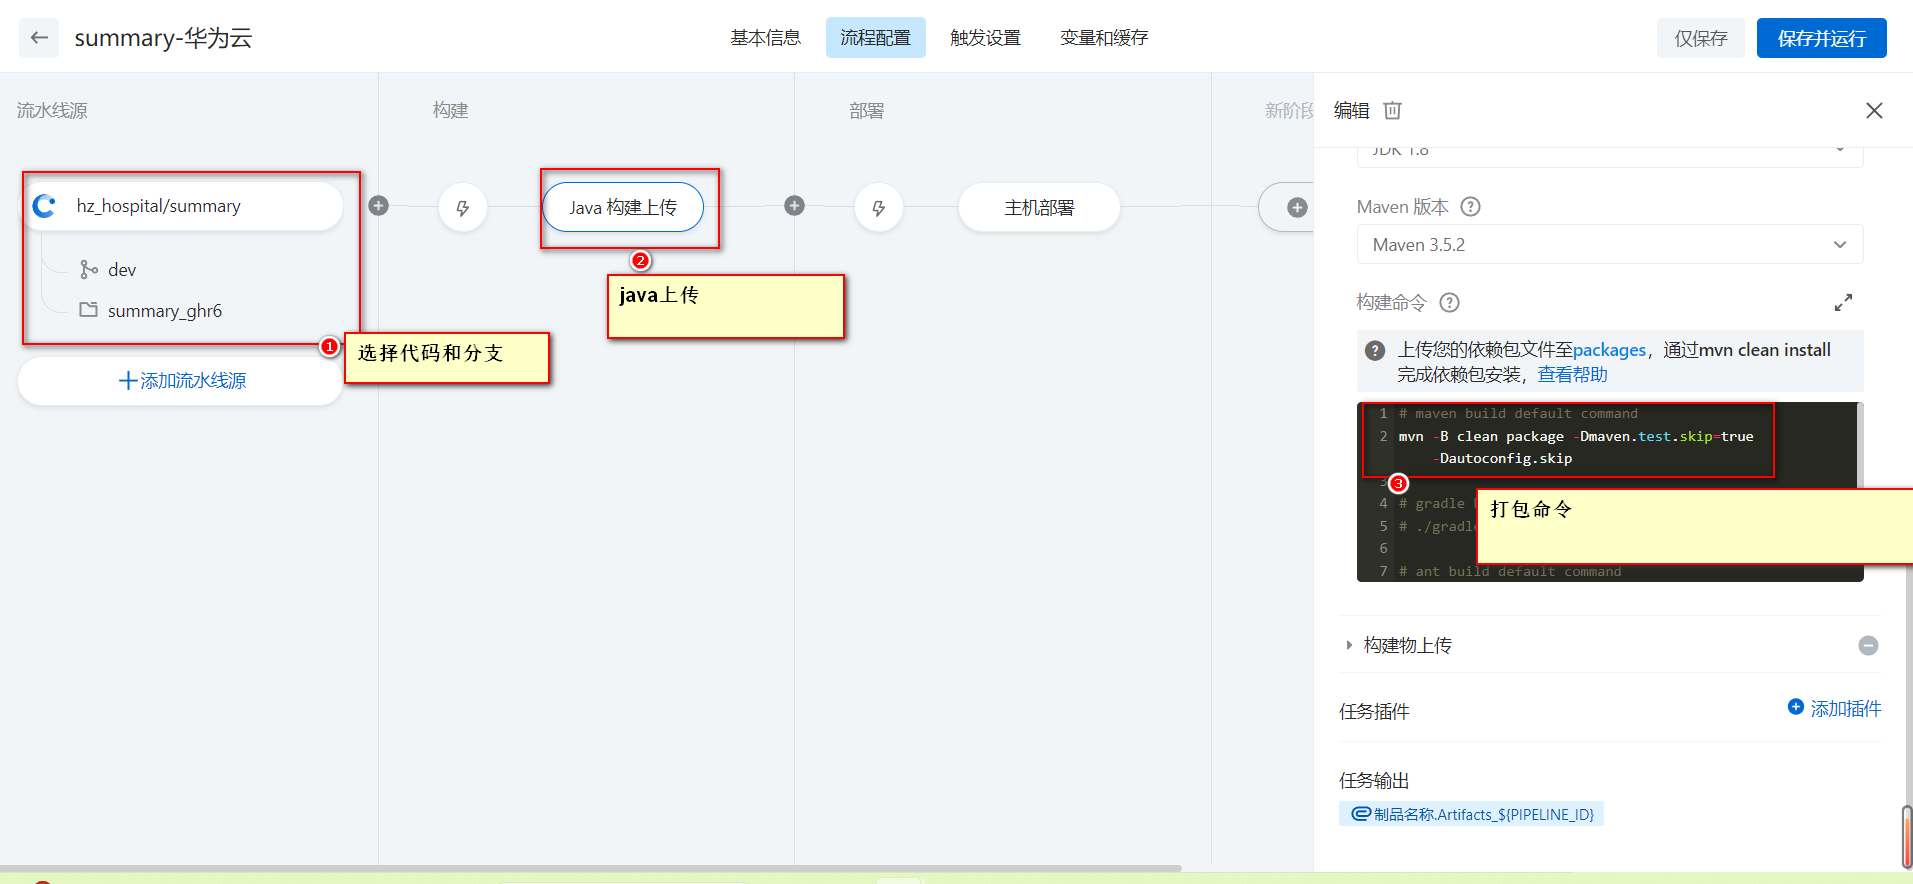 summary-华为云
基本信息
流程配置
触发设置
变量和缓存
仅保存
保存并运行
流水线源
构建
部署
新阶段
编辑
JDK 1.8
hz_hospital/summary
Java 构建上传
主机部署
dev
summary_ghr6
添加流水线源
1
选择代码和分支
2
java上传
Maven 版本
Maven 3.5.2
构建命令
上传您的依赖包文件至packages，通过mvn clean install
完成依赖包安装，查看帮助
1 # maven build default command
2 mvn -B clean package -Dmaven.test.skip=true
-Dautoconfig.skip
3
3
4 # gradle
5 # ./gradl
6
7 # ant build default command
打包命令
构建物上传
任务插件
添加插件
任务输出
制品名称.Artifacts_${PIPELINE_ID}